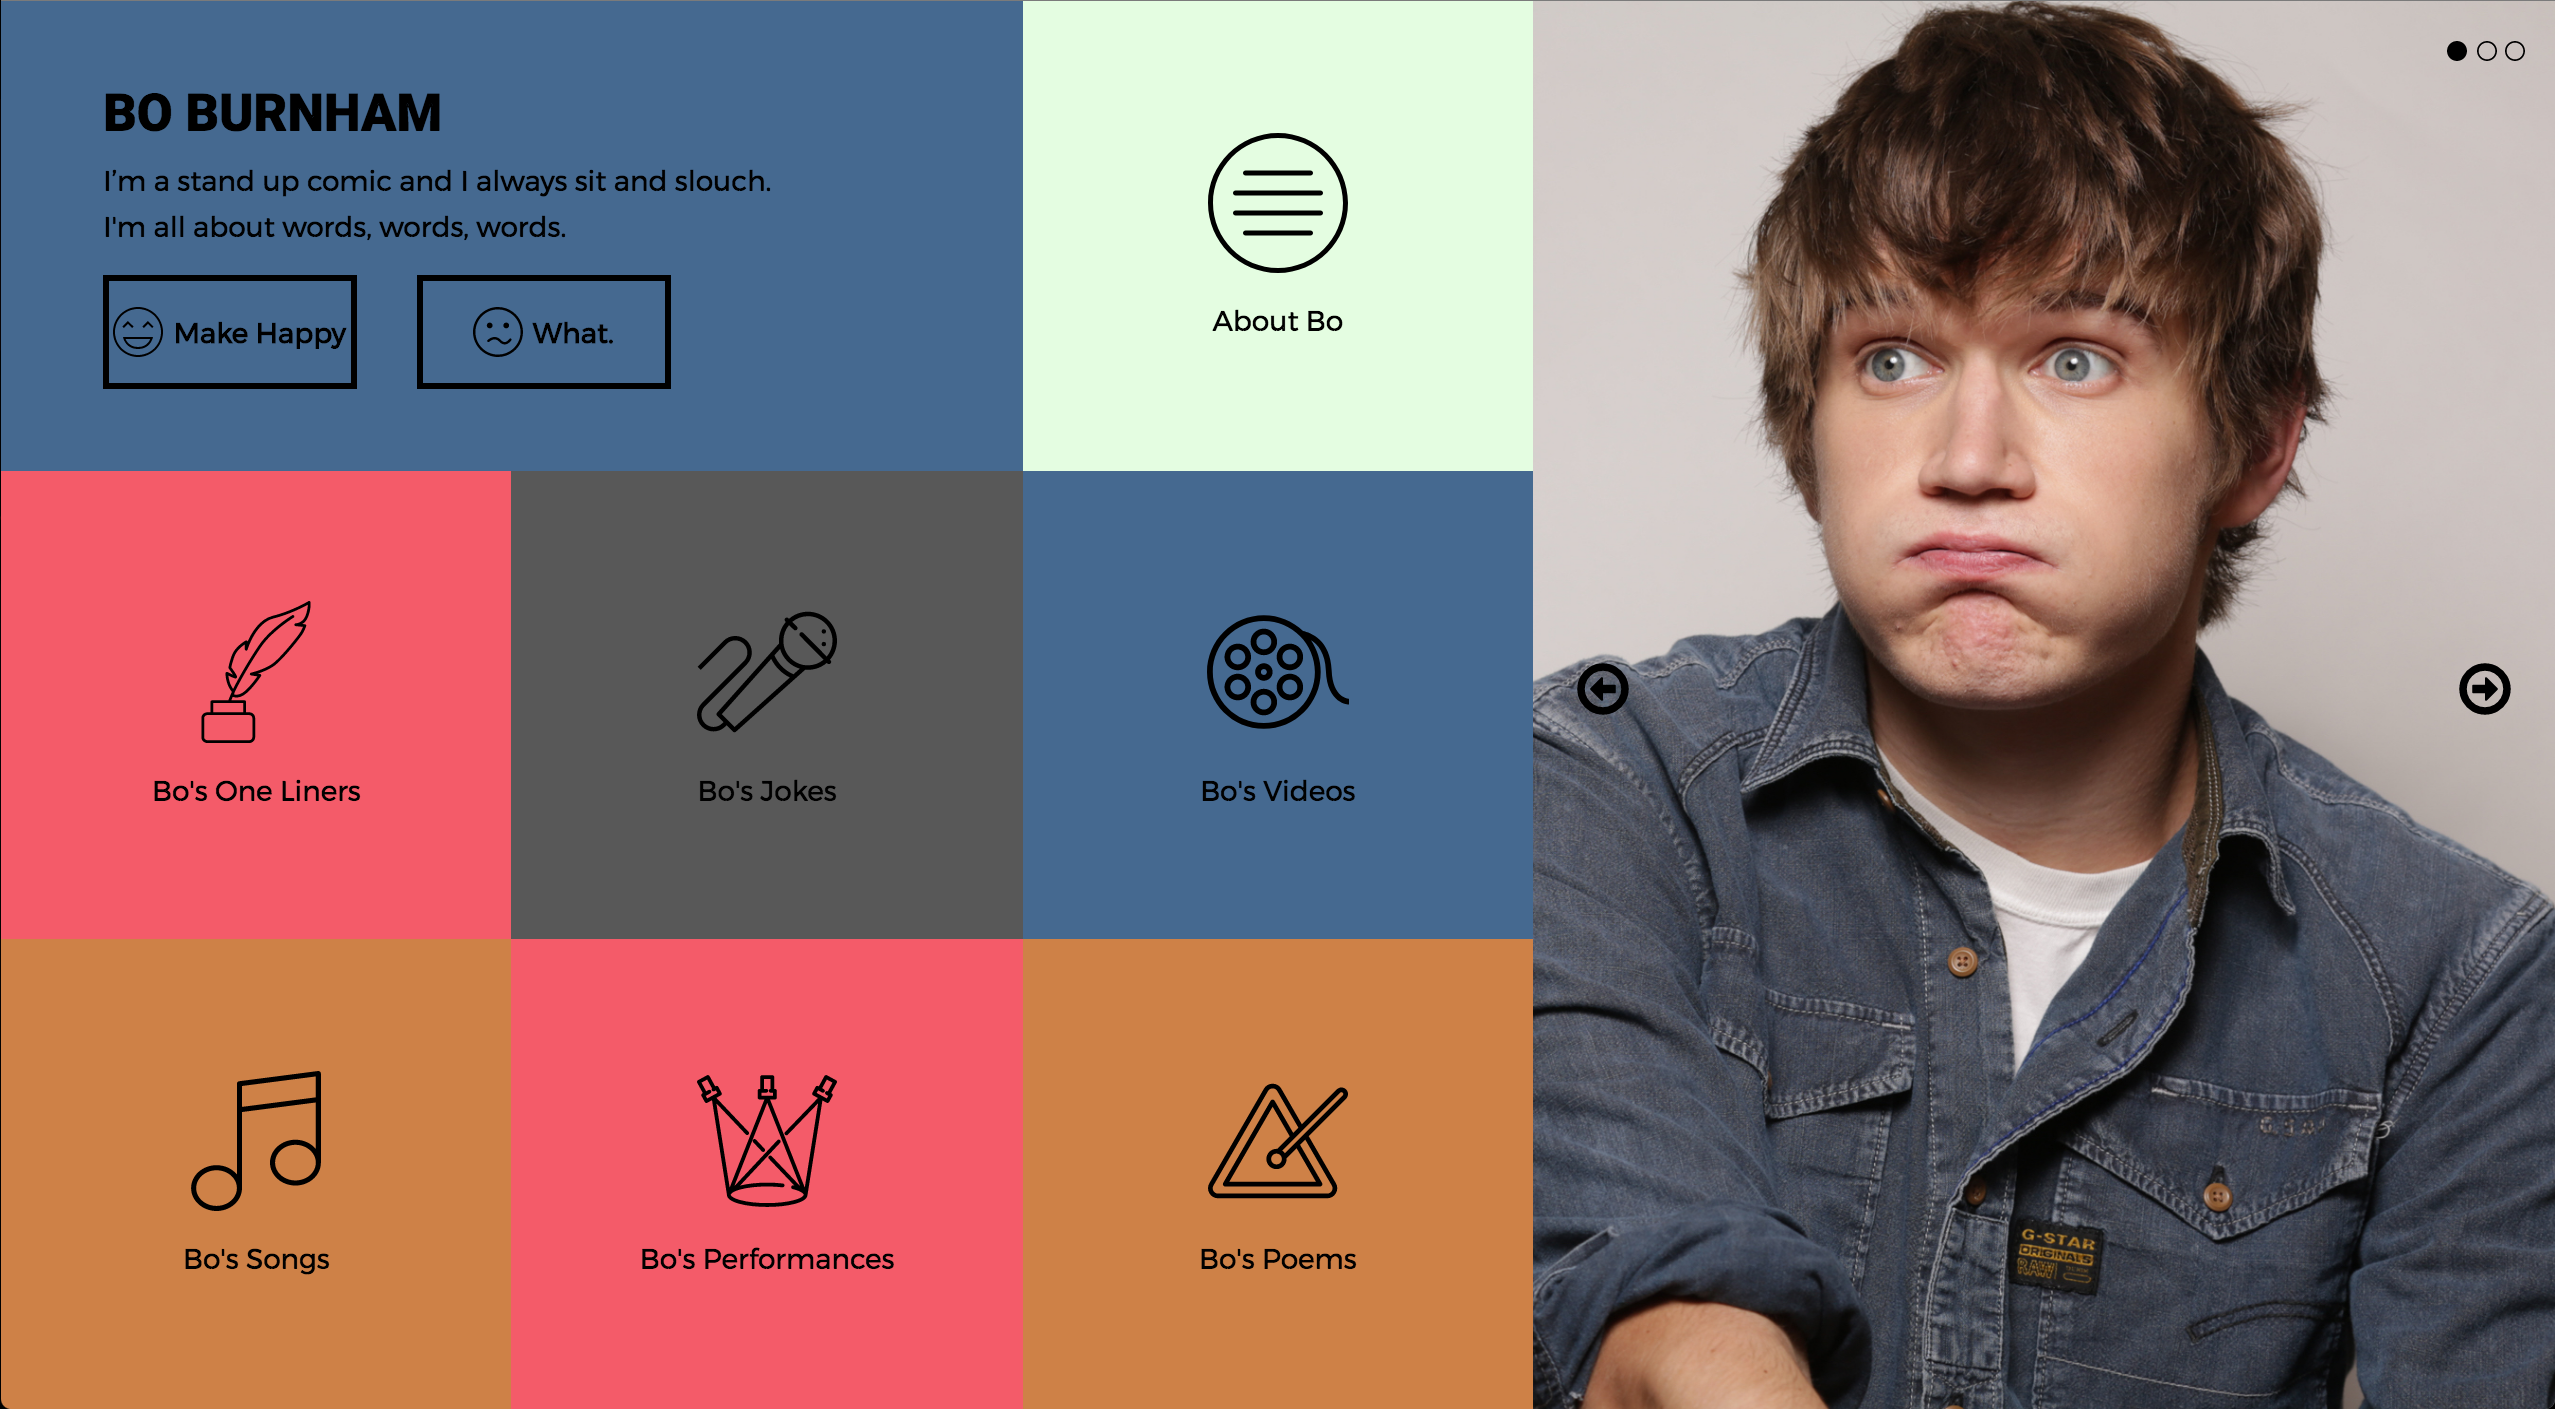 BO BURNHAM
I’m a stand up comic and I always sit and slouch.
I'm all about words, words, words.
Make Happy
What.
About Bo
Bo's One Liners
Bo's Jokes
Bo's Videos
Bo's Songs
Bo's Performances
Bo's Poems
G-STAR
ORIGINALS
RAW